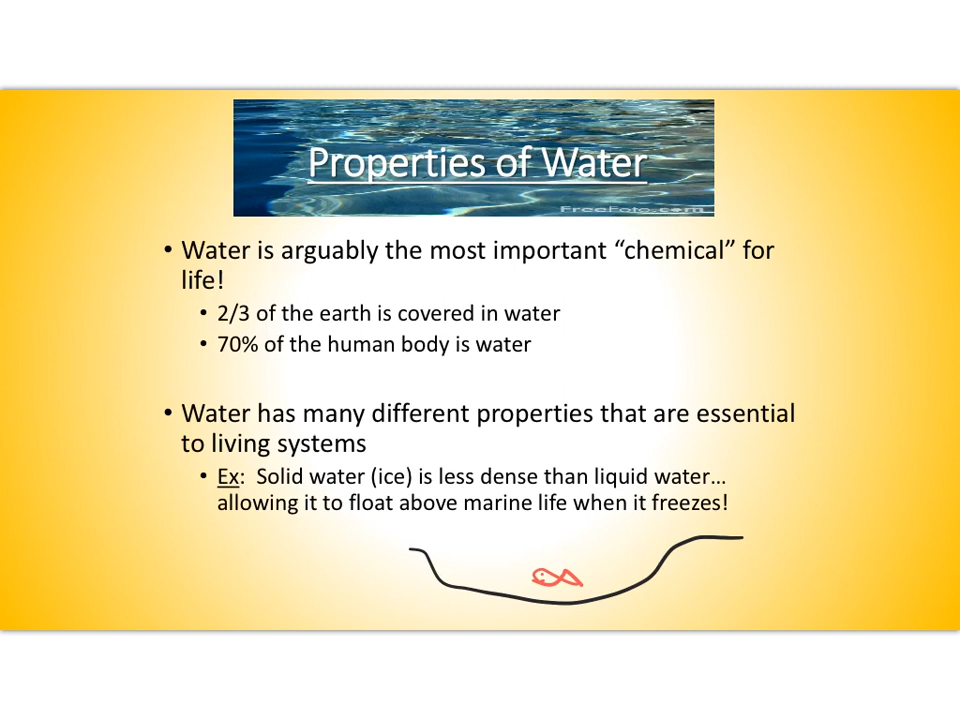 Properties of Water
FreeFoto.com
• Water is arguably the most important “chemical” for
life!
• 2/3 of the earth is covered in water
• 70% of the human body is water
• Water has many different properties that are essential
to living systems
• Ex: Solid water (ice) is less dense than liquid water…
allowing it to float above marine life when it freezes!